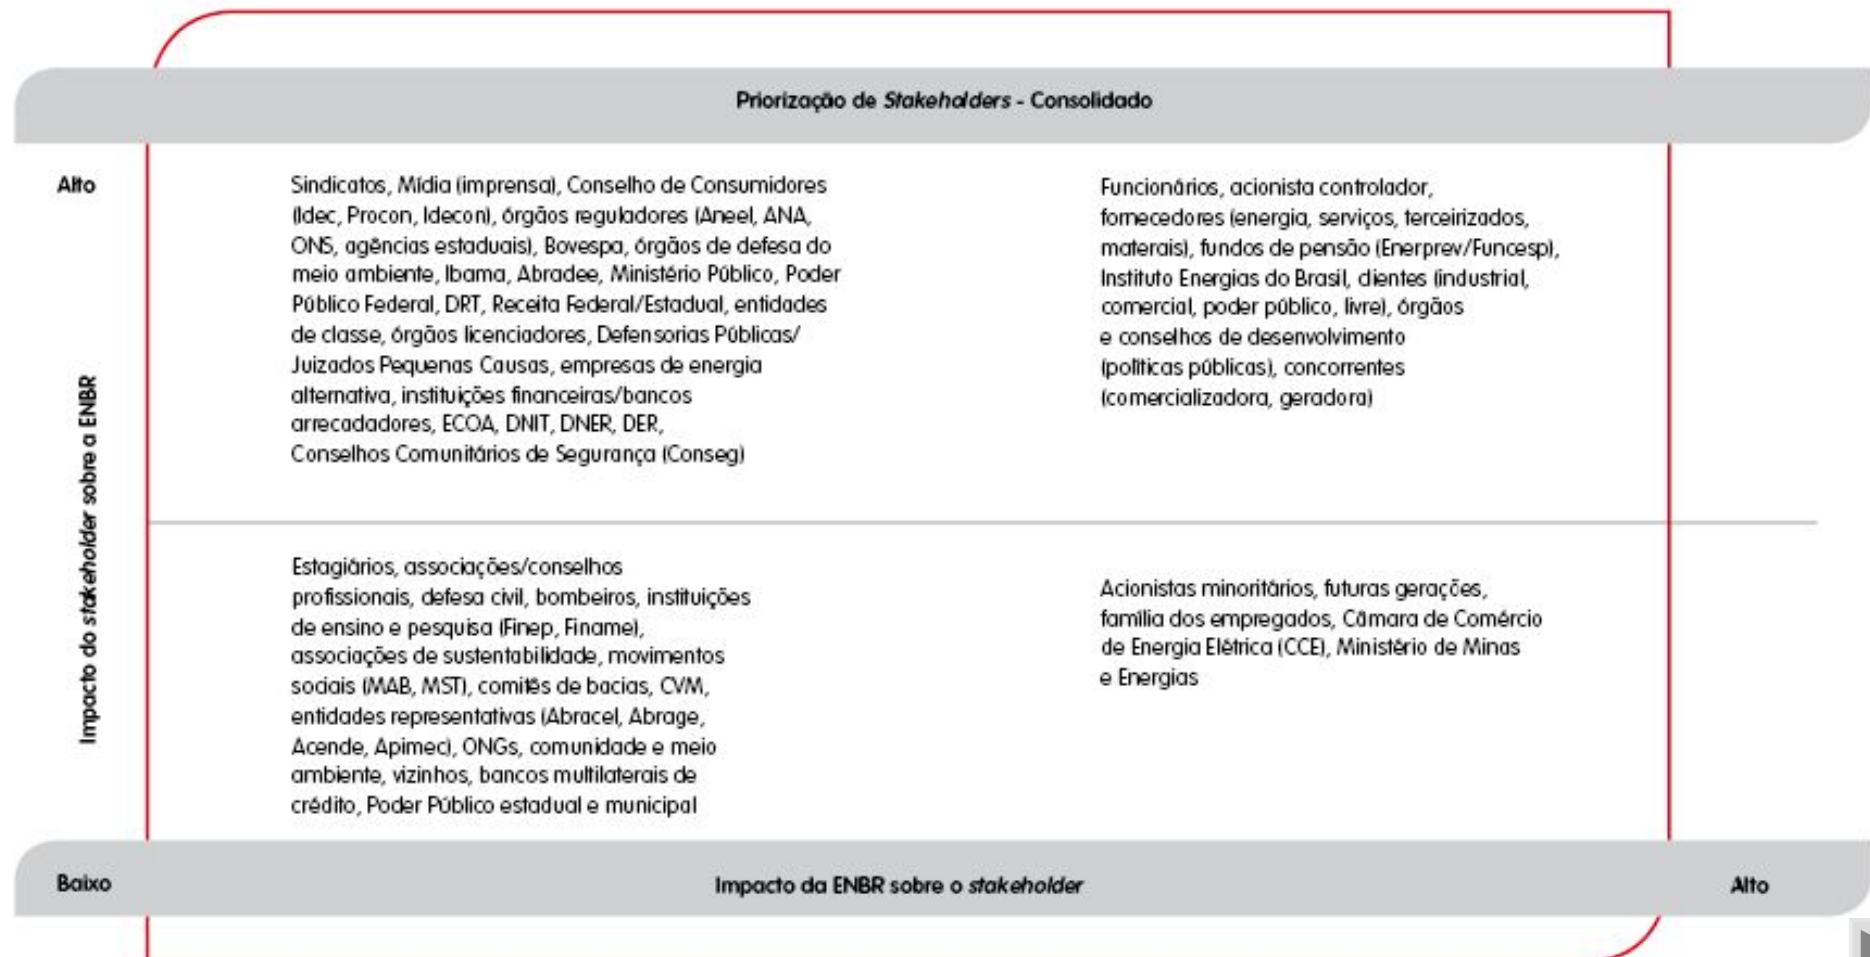 Priorização de Stakeholders - Consolidado
Alto
Sindicatos, Mídia (imprensa), Conselho de Consumidores
(Idec, Procon, Idecon), órgãos reguladores (Aneel, ANA,
ONS, agências estaduais), Bovespa, órgãos de defesa do
meio ambiente, Ibama, Abradee, Ministério Público, Poder
Público Federal, DRT, Receita Federal/Estadual, entidades
de classe, órgãos licenciadores, Defensorias Públicas/
Juizados Pequenas Causas, empresas de energia
alternativa, instituições financeiras/bancos
arrecadadores, ECOA, DNIT, DNER, DER,
Conselhos Comunitários de Segurança (Conseg)
Funcionários, acionista controlador,
fornecedores (energia, serviços, terceirizados,
materais), fundos de pensão (Enerprev/Funcesp),
Instituto Energias do Brasil, clientes (industrial,
comercial, poder público, livre), órgãos
e conselhos de desenvolvimento
(políticas públicas), concorrentes
(comercializadora, geradora)
Impacto do stakeholder sobre a ENBR
Estagiários, associações/conselhos
profissionais, defesa civil, bombeiros, instituições
de ensino e pesquisa (Finep, Finame),
associações de sustentabilidade, movimentos
sociais (MAB, MST), comitês de bacias, CVM,
entidades representativas (Abracel, Abrage,
Acende, Apimec), ONGs, comunidade e meio
ambiente, vizinhos, bancos multilaterais de
crédito, Poder Público estadual e municipal
Acionistas minoritários, futuras gerações,
família dos empregados, Câmara de Comércio
de Energia Elétrica (CCE), Ministério de Minas
e Energias
Baixo
Impacto da ENBR sobre o stakeholder
Alto